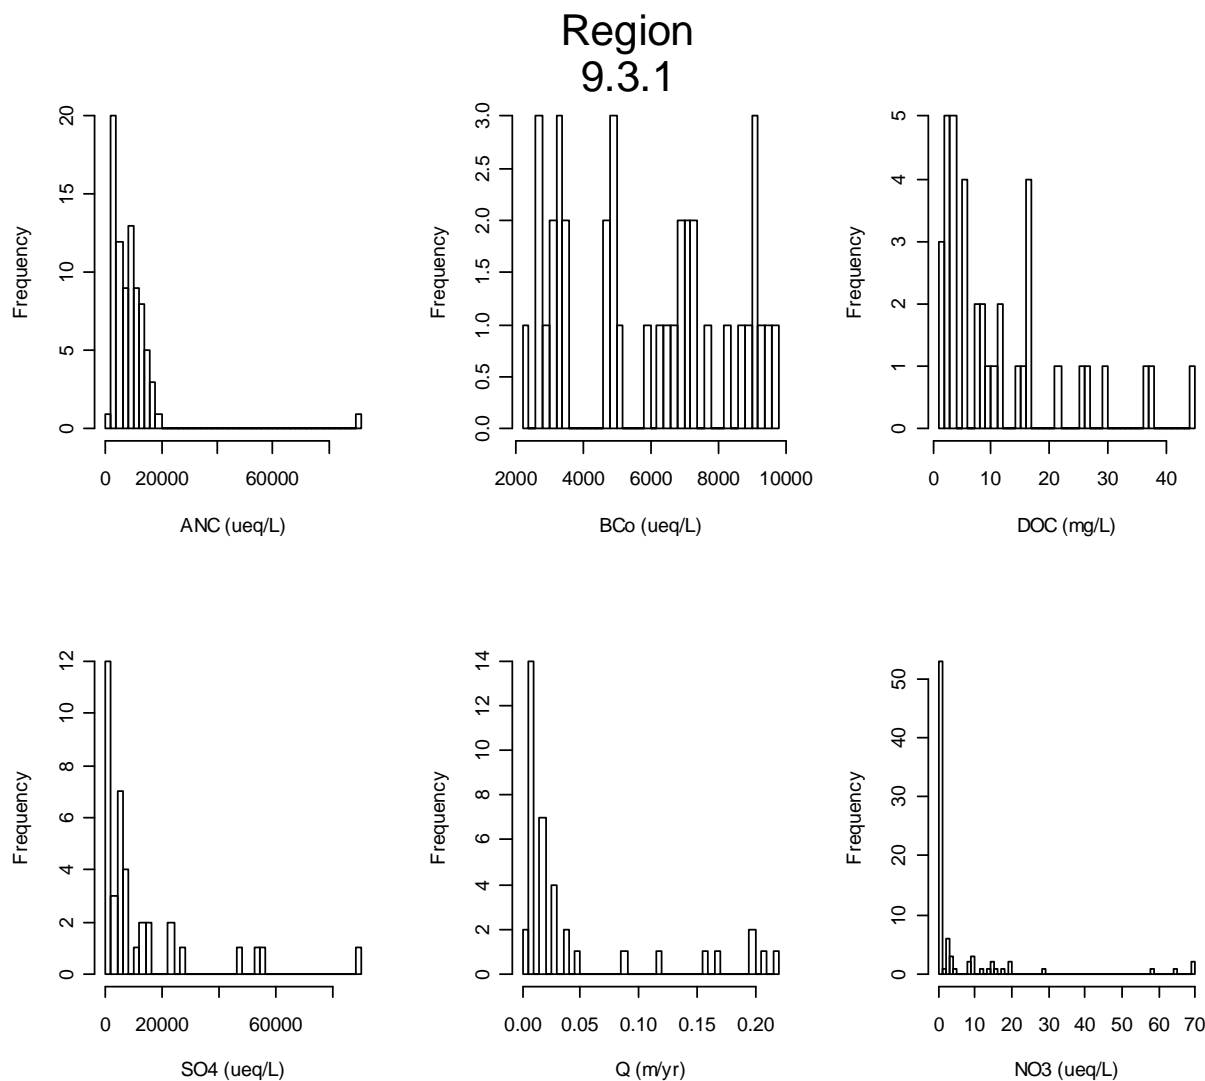 Region
9.3.1
Frequency
0 5 10 15 20
0 20000 60000
ANC (ueq/L)
Frequency
0.0 0.5 1.0 1.5 2.0 2.5 3.0
2000 4000 6000 8000 10000
BCo (ueq/L)
Frequency
0 1 2 3 4 5
0 10 20 30 40
DOC (mg/L)
Frequency
0 2 4 6 8 10 12
0 20000 60000
SO4 (ueq/L)
Frequency
0 2 4 6 8 10 12 14
0.00 0.05 0.10 0.15 0.20
Q (m/yr)
Frequency
0 10 20 30 40 50
0 10 20 30 40 50 60 70
NO3 (ueq/L)